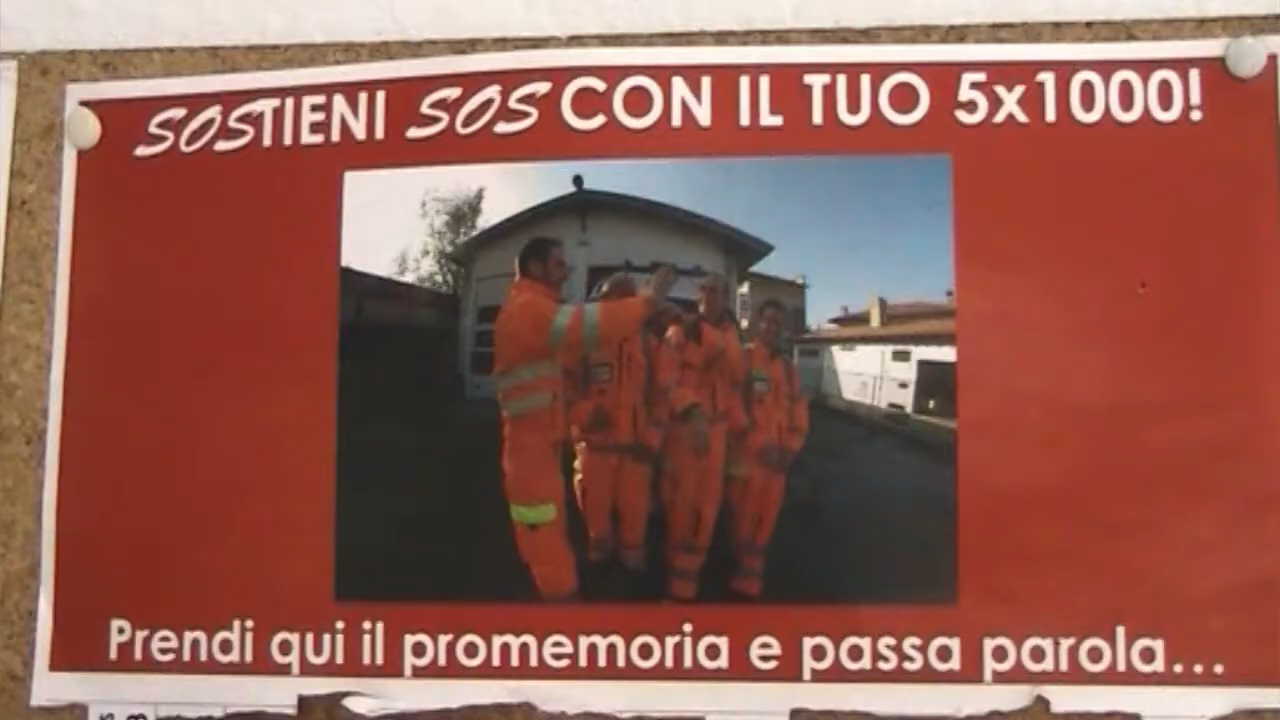 SOSTIENI SOS CON IL TUO 5x1000!
Prendi qui il promemoria e passa parola...